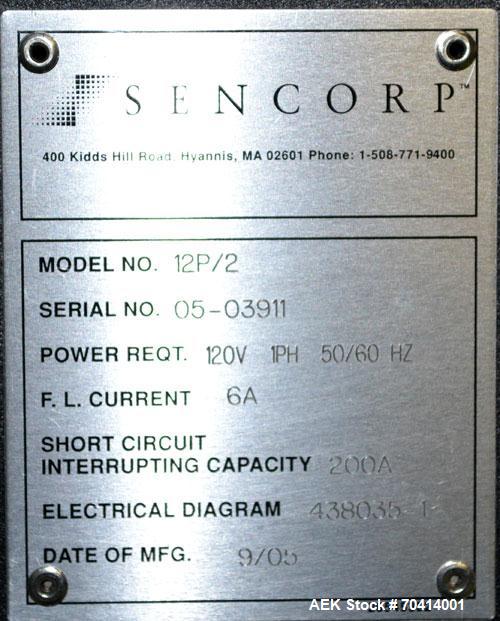 SENCORP™
400 Kidds Hill Road, Hyannis, MA 02601 Phone: 1-508-771-9400
MODEL NO. 12P/2
SERIAL NO. 05-03911
POWER REQT. 120V 1PH 50/60 HZ
F. L. CURRENT 6A
SHORT CIRCUIT
INTERRUPTING CAPACITY 200A
ELECTRICAL DIAGRAM 438035-1
DATE OF MFG. 9/05
AEK Stock # 70414001